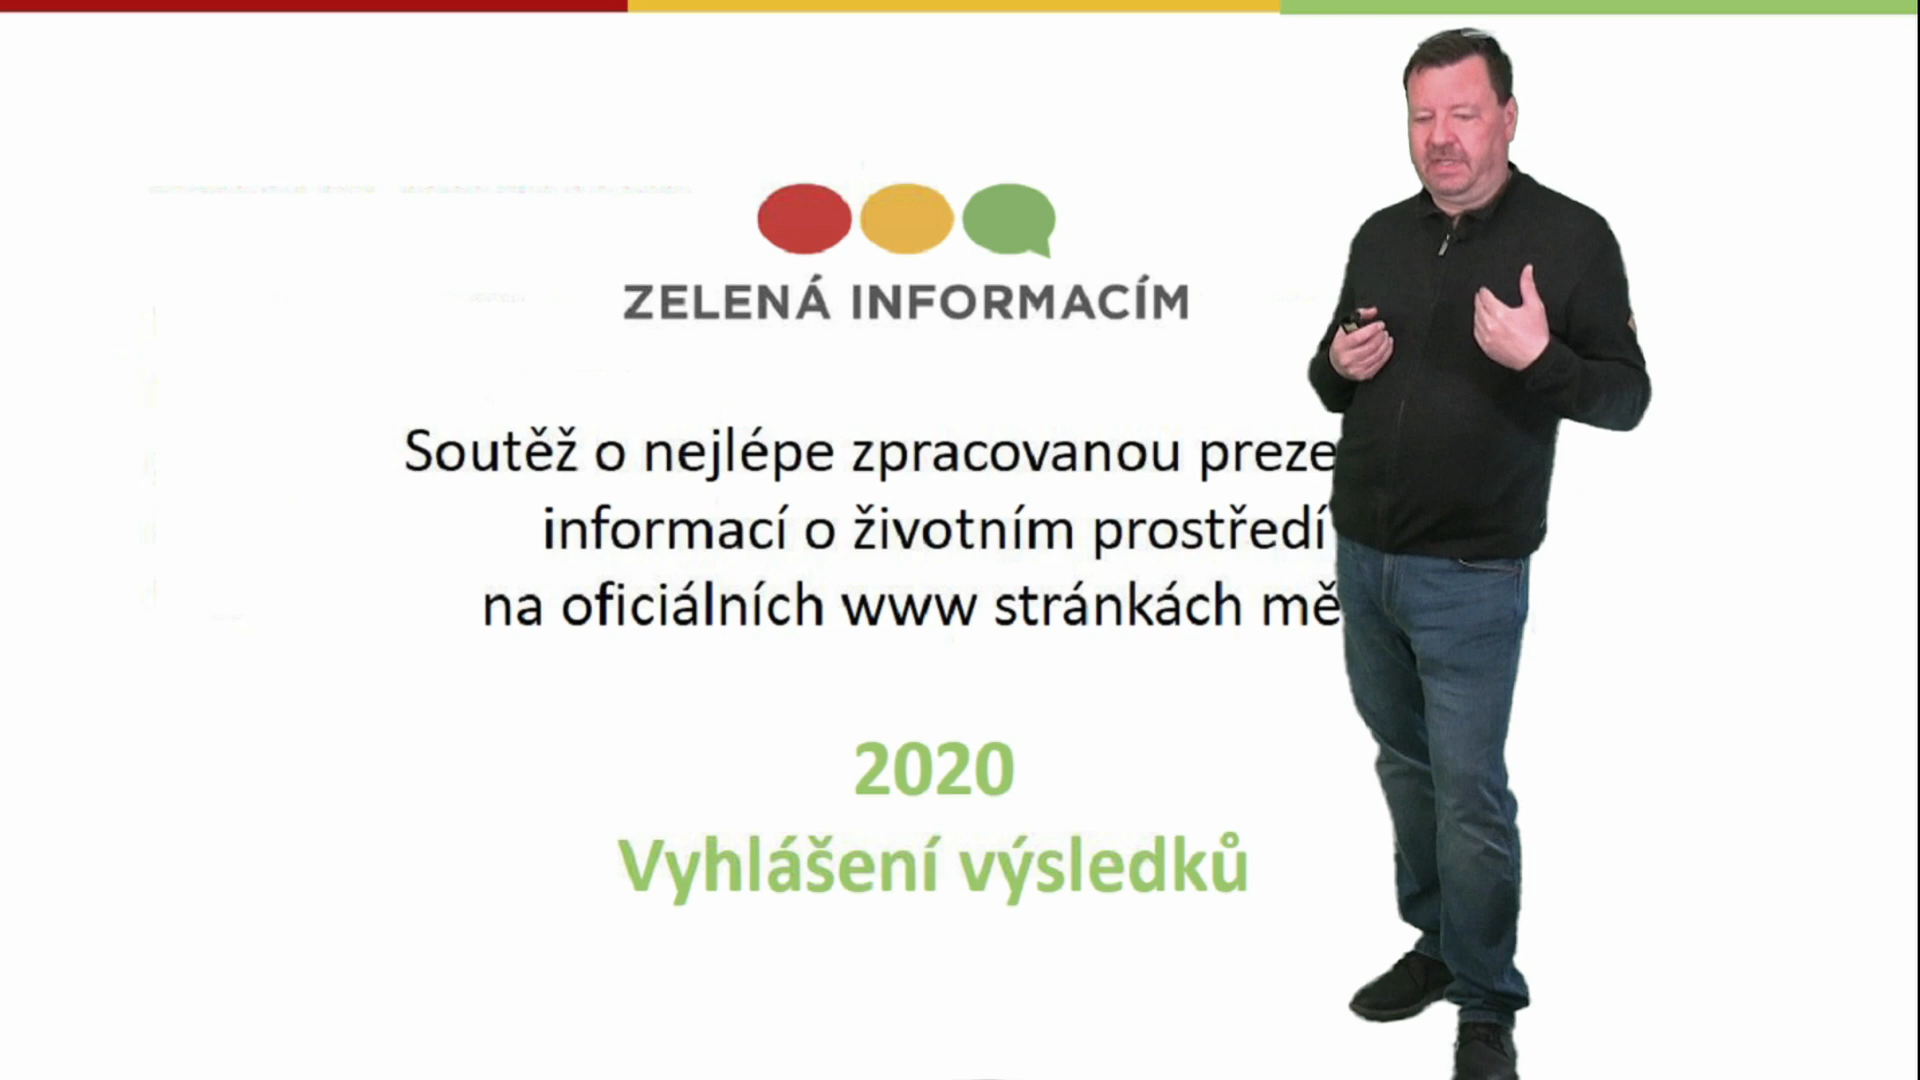 ZELENÁ INFORMACÍM
Soutěž o nejlépe zpracovanou preze
informací o životním prostředí
na oficiálních www stránkách mě
2020
Vyhlášení výsledků